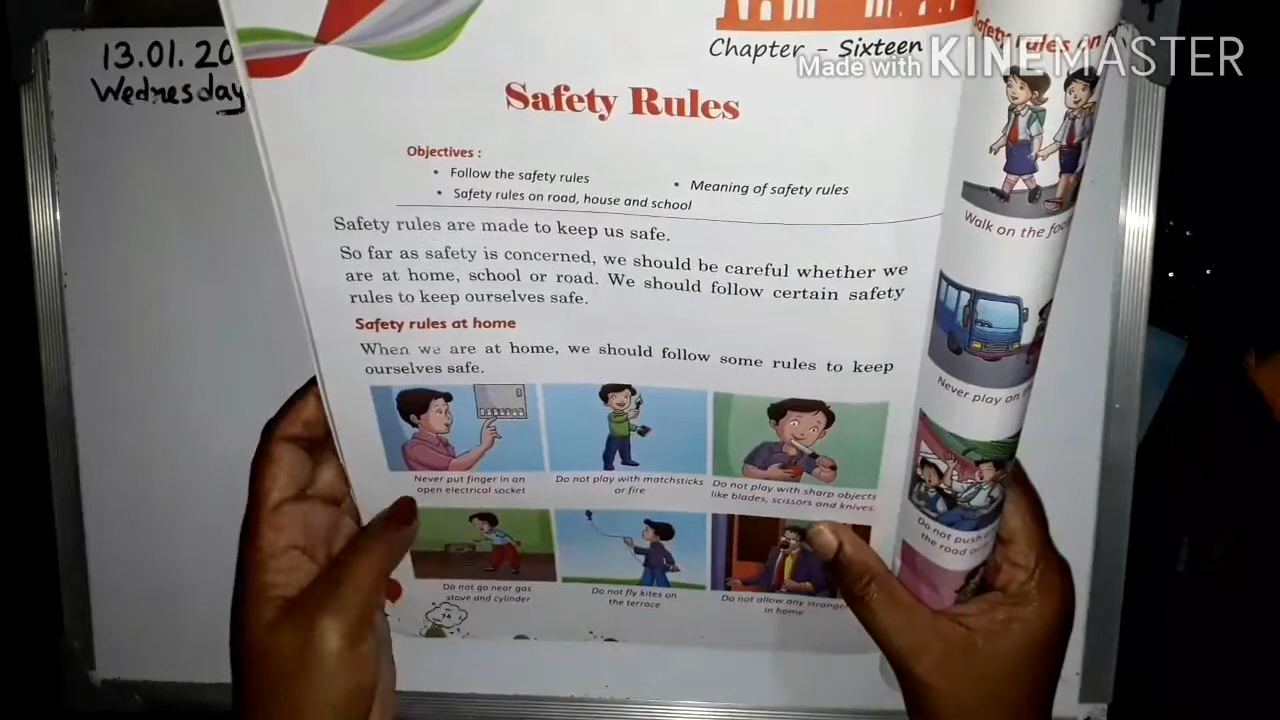 13.01.20
Wednesday
Chapter - Sixteen
Made with KINEMASTER
Safety Rules
Objectives :
• Follow the safety rules
• Meaning of safety rules
• Safety rules on road, house and school
Safety rules are made to keep us safe.
So far as safety is concerned, we should be careful whether we
are at home, school or road. We should follow certain safety
rules to keep ourselves safe.
Safety rules at home
When we are at home, we should follow some rules to keep
ourselves safe.
Never put finger in an
open electrical socket
Do not play with matchsticks
or fire
Do not play with sharp objects
like blades, scissors and knives.
Do not go near gas
stove and cylinder
Do not fly kites on
the terrace
Do not allow any stranger
in home
74
Safety rules on
Walk on the
Never play on
Do not push
the road